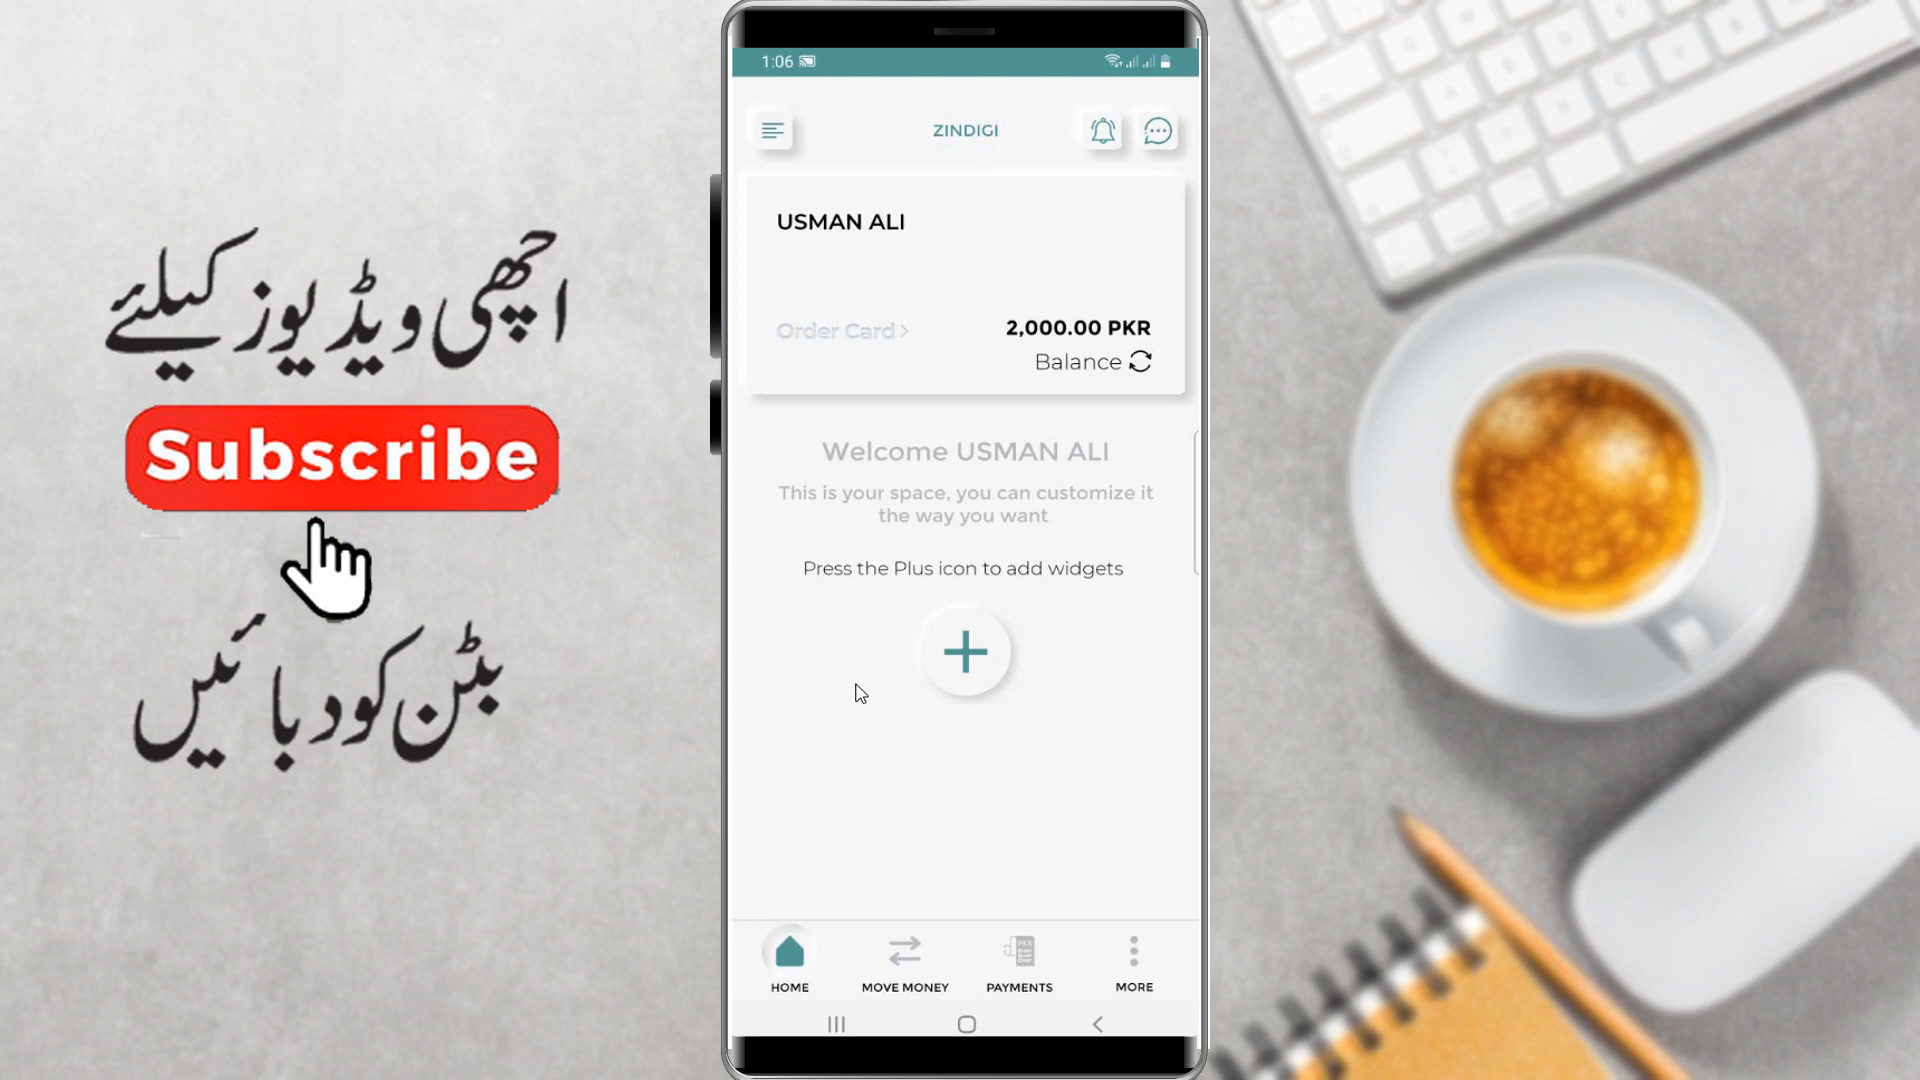 اچھی ویڈیوز کیلئے
Subscribe
بٹن کو دبائیں
1:06
ZINDIGI
USMAN ALI
Order Card >
2,000.00 PKR
Balance
Welcome USMAN ALI
This is your space, you can customize it
the way you want
Press the Plus icon to add widgets
HOME
MOVE MONEY
PAYMENTS
MORE